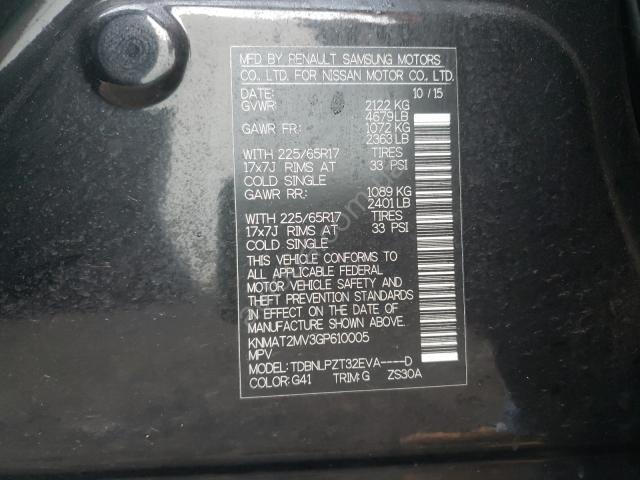 MFD BY RENAULT SAMSUNG MOTORS
CO., LTD. FOR NISSAN MOTOR CO., LTD.
DATE: 10 / 15
GVWR: 2122 KG
4679 LB
GAWR FR: 1072 KG
2363 LB
WITH 225/65R17 TIRES
17x7J RIMS AT 33 PSI
COLD SINGLE
GAWR RR: 1089 KG
2401 LB
WITH 225/65R17 TIRES
17x7J RIMS AT 33 PSI
COLD SINGLE
THIS VEHICLE CONFORMS TO
ALL APPLICABLE FEDERAL
MOTOR VEHICLE SAFETY AND
THEFT PREVENTION STANDARDS
IN EFFECT ON THE DATE OF
MANUFACTURE SHOWN ABOVE.
KNMAT2MV3GP610005
MPV
MODEL: TDBNLPZT32EVA----D
COLOR: G41 TRIM: G ZS30A